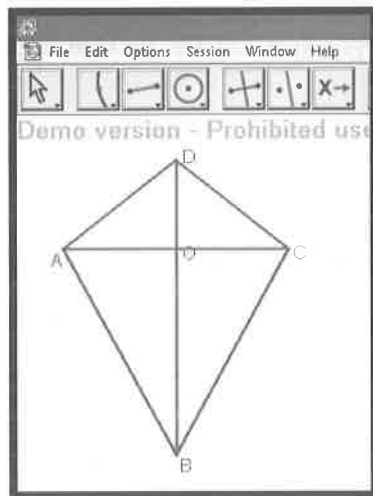 File Edit Options Session Window Help
X
Demo version - Prohibited use
D
A O C
B